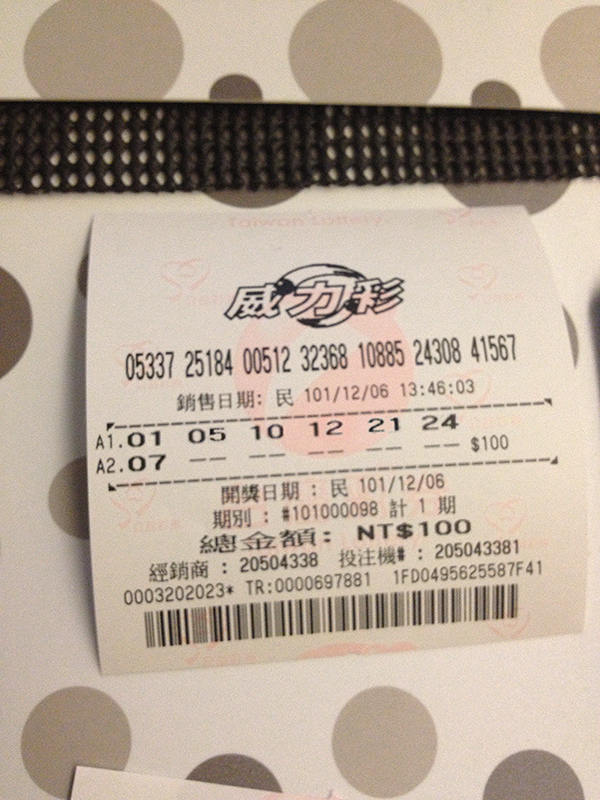 Taiwan Lottery
威力彩
05337 25184 00512 32368 10885 24308 41567
銷售日期: 民 101/12/06 13:46:03
A1.01 05 10 12 21 24
A2.07 -- -- -- -- -- $100
開獎日期 : 民 101/12/06
期別 : #101000098 計 1 期
總金額: NT$100
經銷商 : 20504338 投注機# : 205043381
0003202023* TR:0000697881 1FD0495625587F41